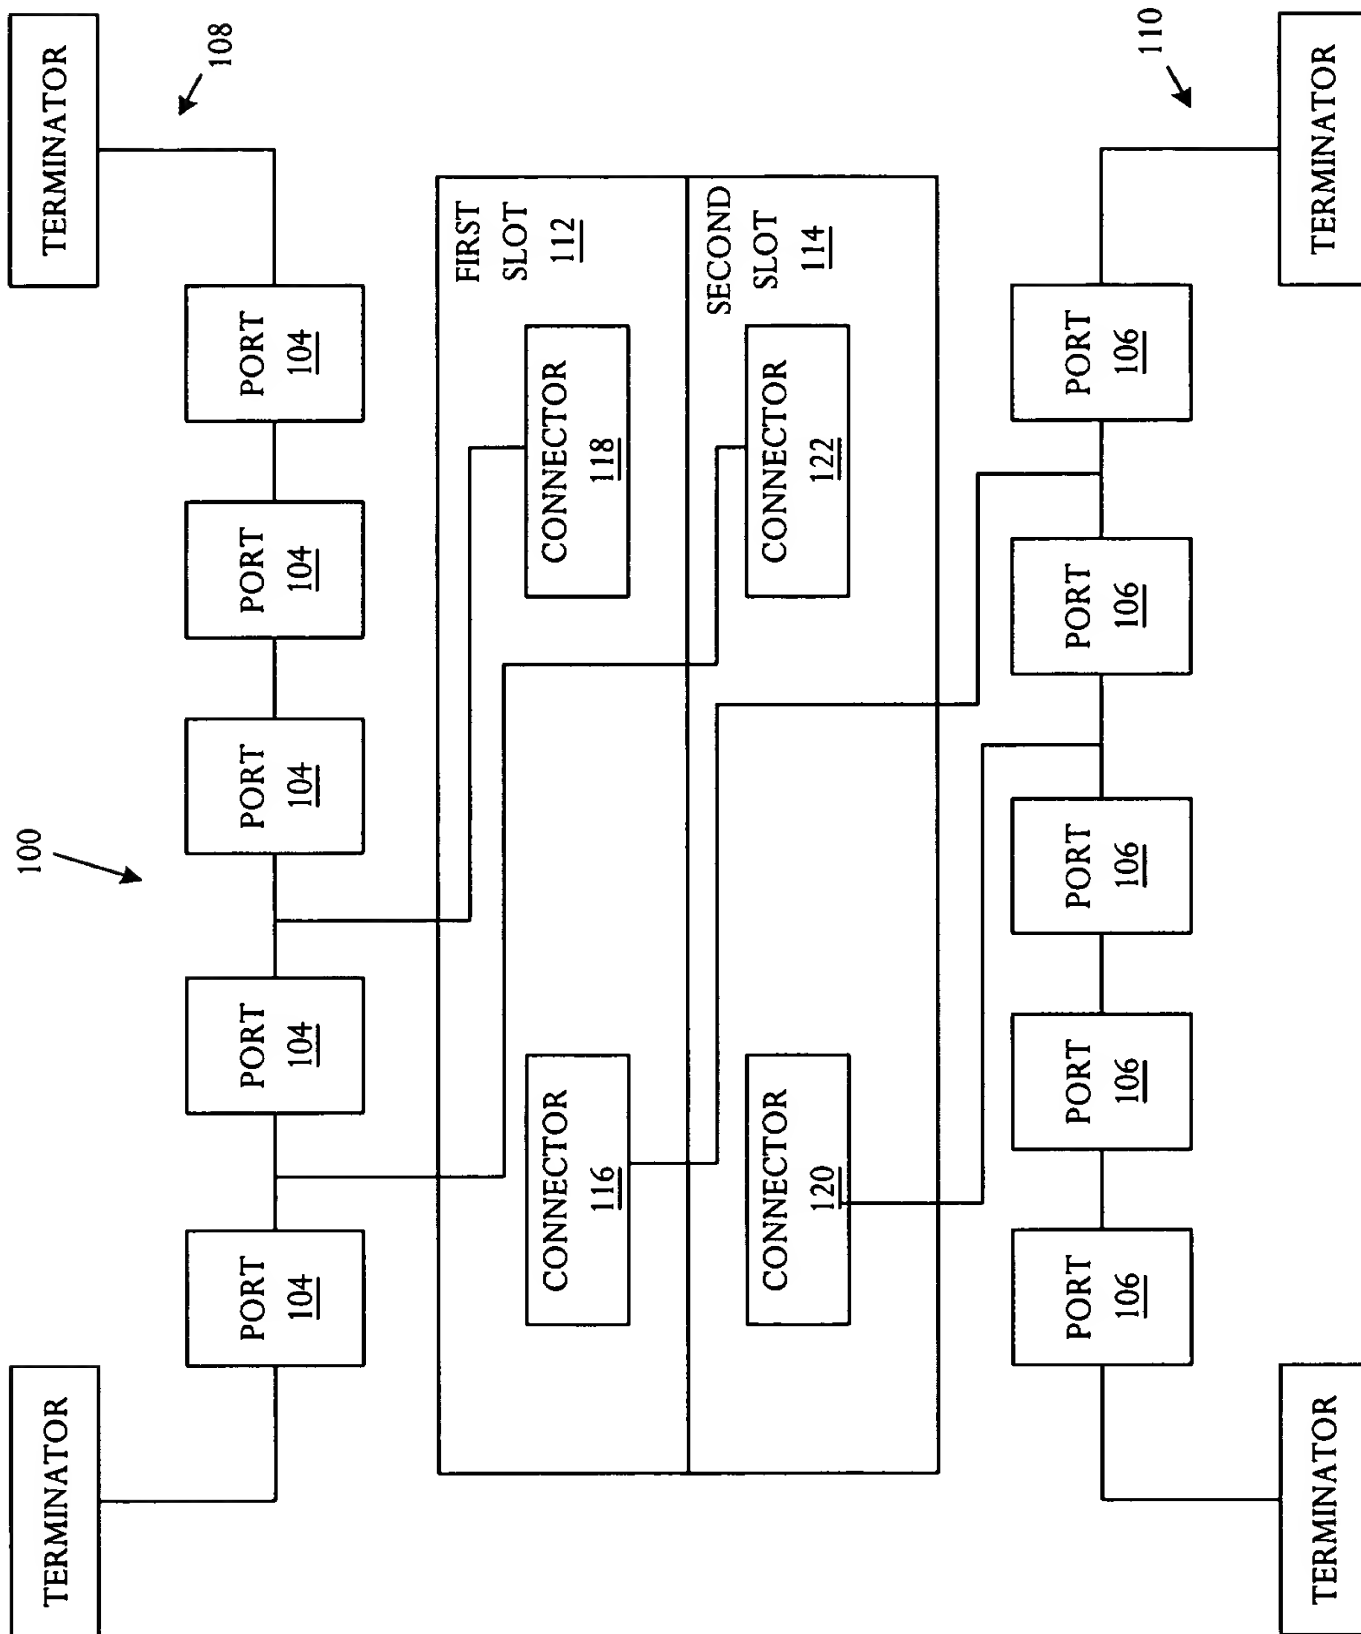 TERMINATOR
100
TERMINATOR
108
PORT
104
PORT
104
PORT
104
PORT
104
PORT
104
FIRST
SLOT
112
CONNECTOR
116
CONNECTOR
118
SECOND
SLOT
114
CONNECTOR
120
CONNECTOR
122
PORT
106
PORT
106
PORT
106
PORT
106
PORT
106
110
TERMINATOR
TERMINATOR